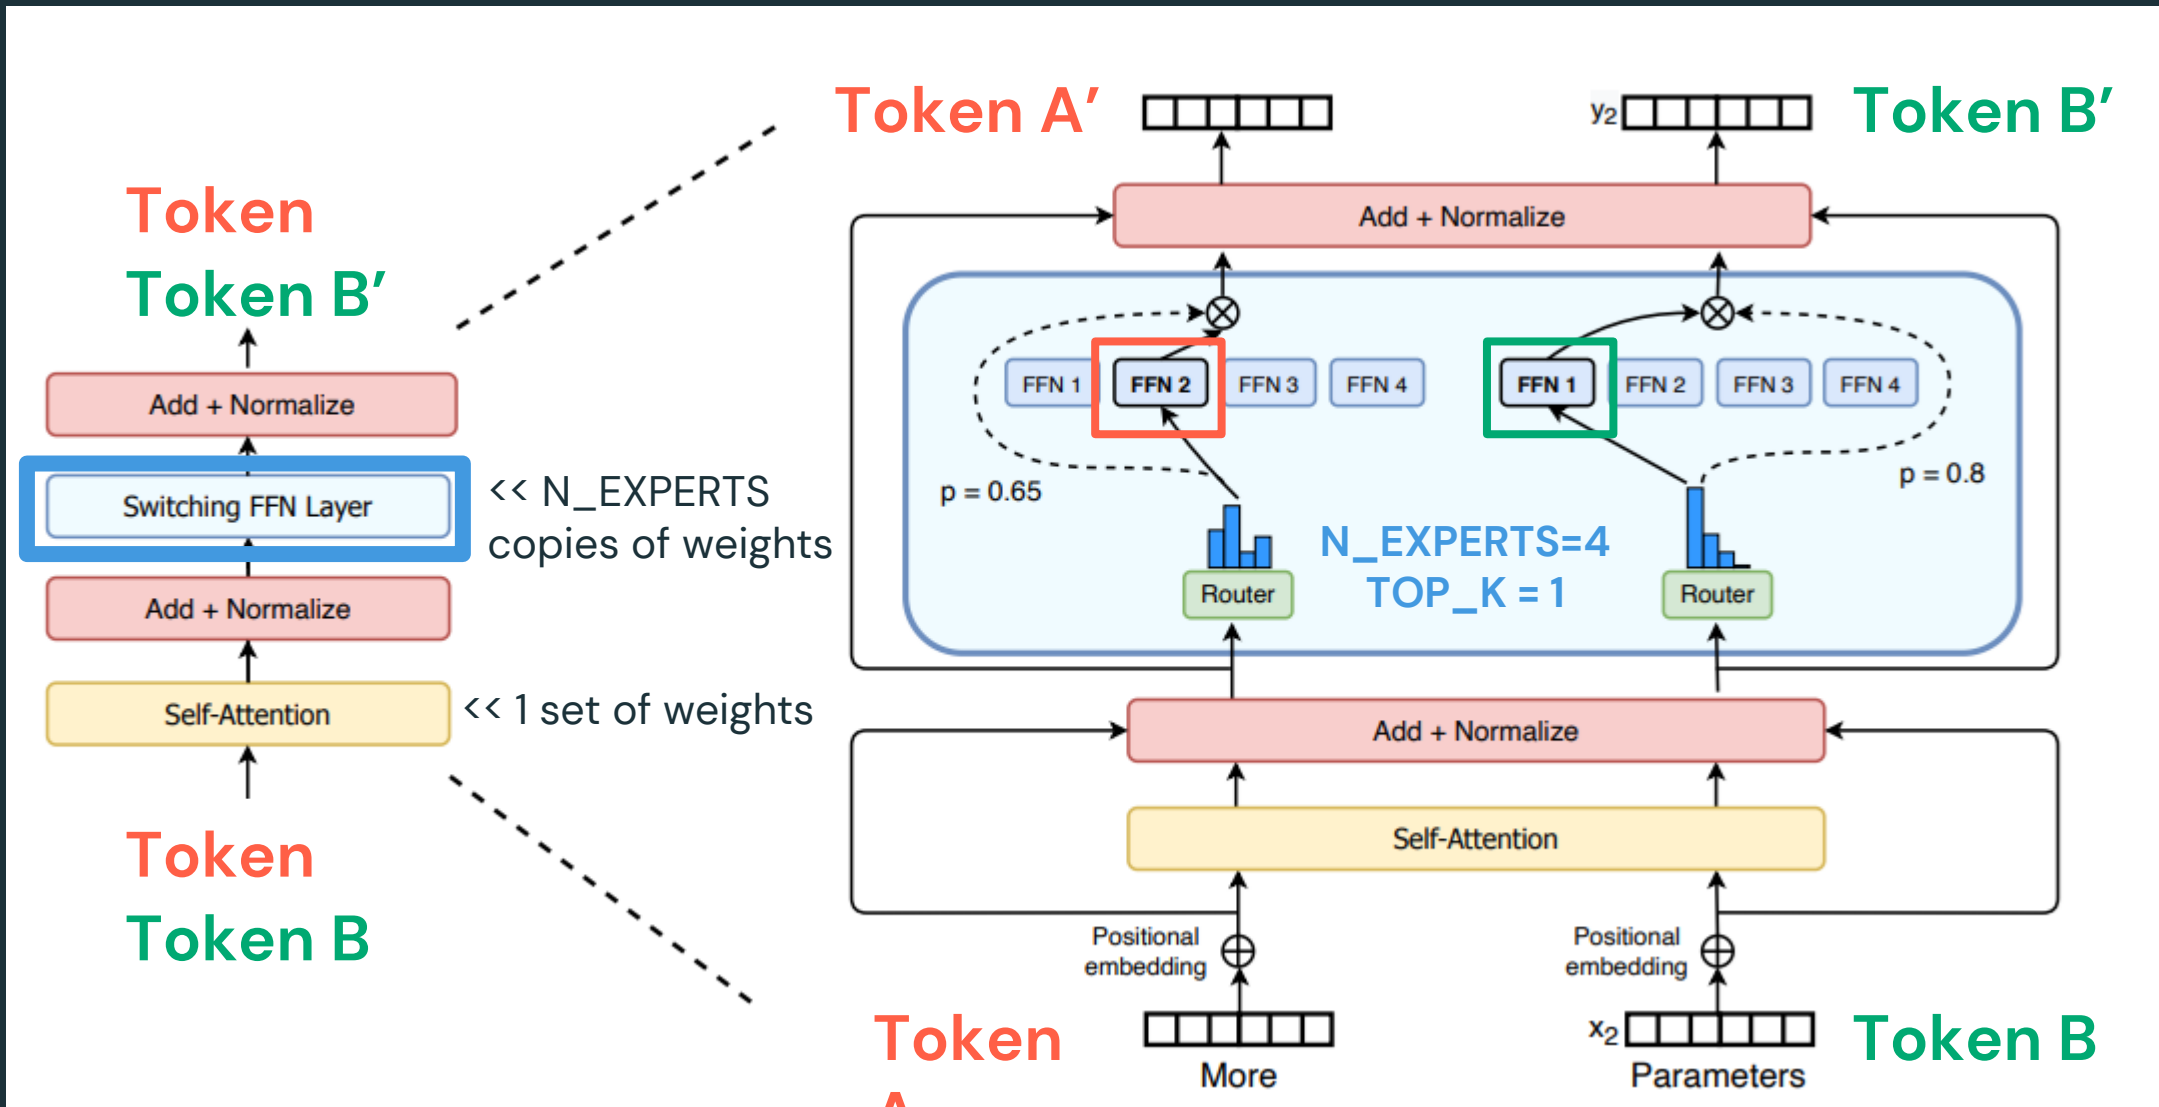 Token
Token B’
Add + Normalize
Switching FFN Layer
<< N_EXPERTS
copies of weights
Add + Normalize
Self-Attention
<< 1 set of weights
Token
Token B
Token A’
y2
Token B’
Add + Normalize
FFN 1
FFN 2
FFN 3
FFN 4
FFN 1
FFN 2
FFN 3
FFN 4
p = 0.65
p = 0.8
N_EXPERTS=4
TOP_K = 1
Router
Router
Add + Normalize
Self-Attention
Positional
embedding
Positional
embedding
Token
A
More
x2
Parameters
Token B